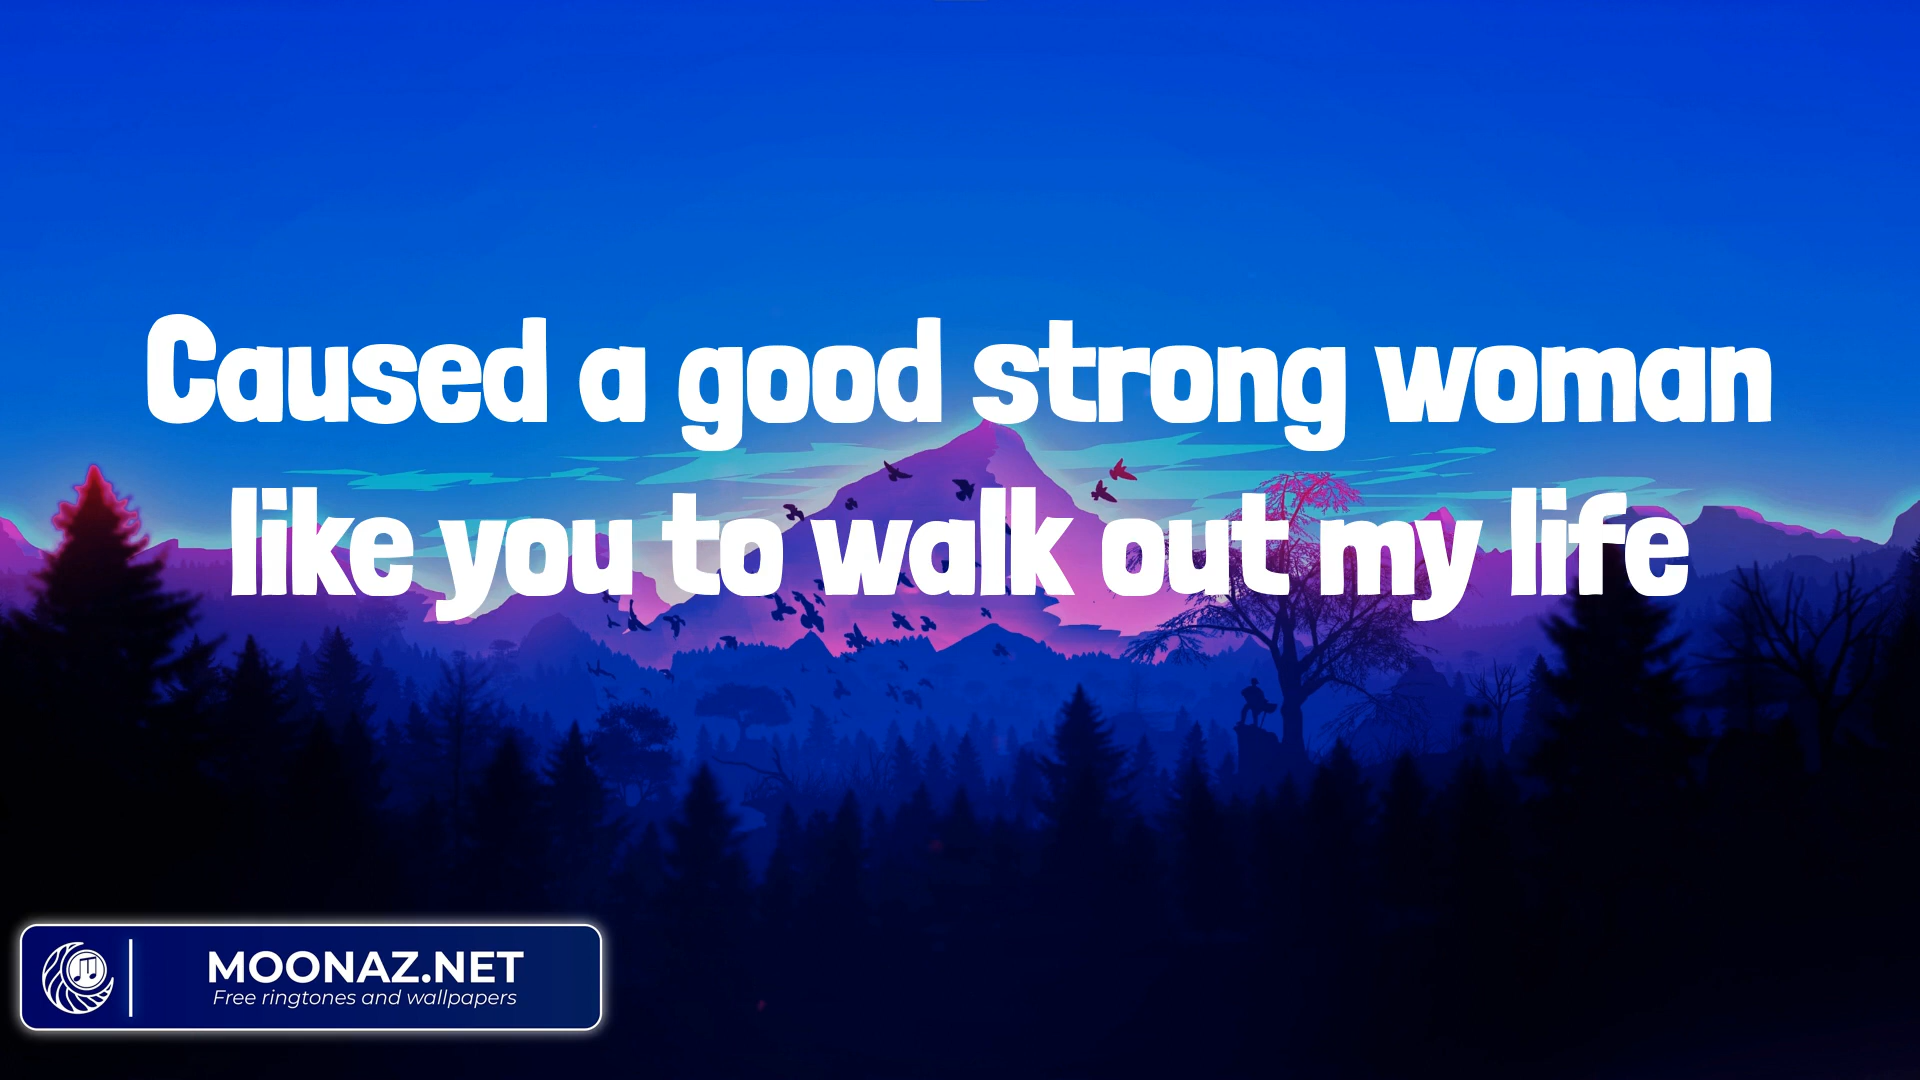 Caused a good strong woman
like you to walk out my life
MOONAZ.NET
Free ringtones and wallpapers